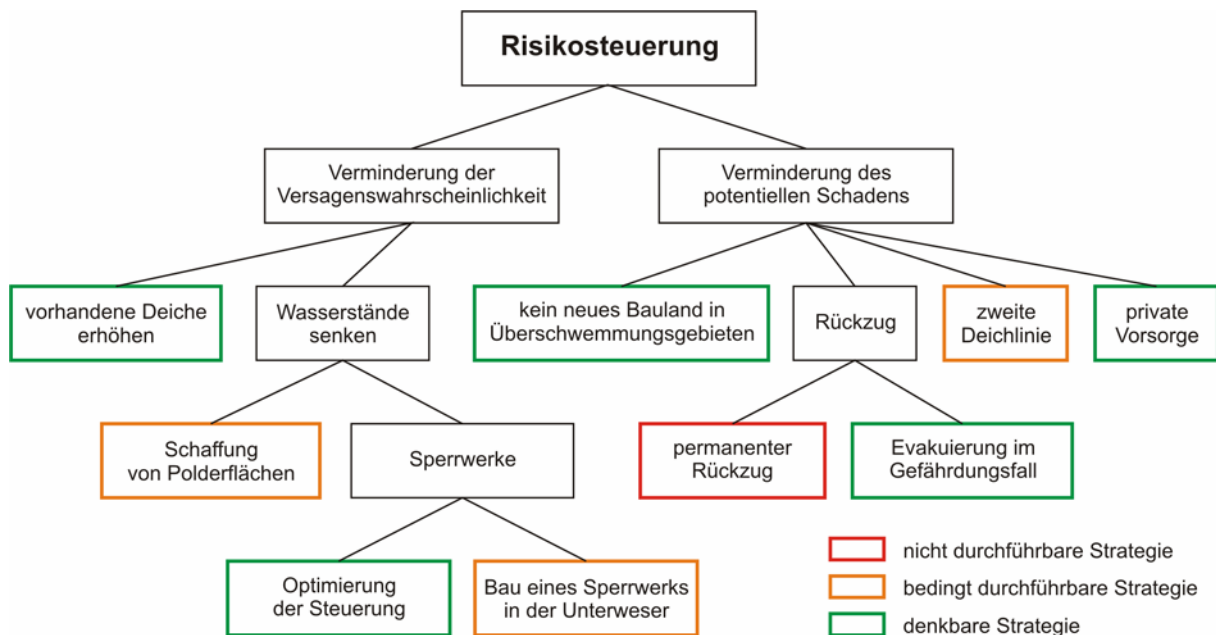 Risikosteuerung
Verminderung der
Versagenswahrscheinlichkeit
Verminderung des
potentiellen Schadens
vorhandene Deiche
erhöhen
Wasserstände
senken
kein neues Bauland in
Überschwemmungsgebieten
Rückzug
zweite
Deichlinie
private
Vorsorge
Schaffung
von Polderflächen
Sperrwerke
permanenter
Rückzug
Evakuierung im
Gefährdungsfall
Optimierung
der Steuerung
Bau eines Sperrwerks
in der Unterweser
nicht durchführbare Strategie
bedingt durchführbare Strategie
denkbare Strategie